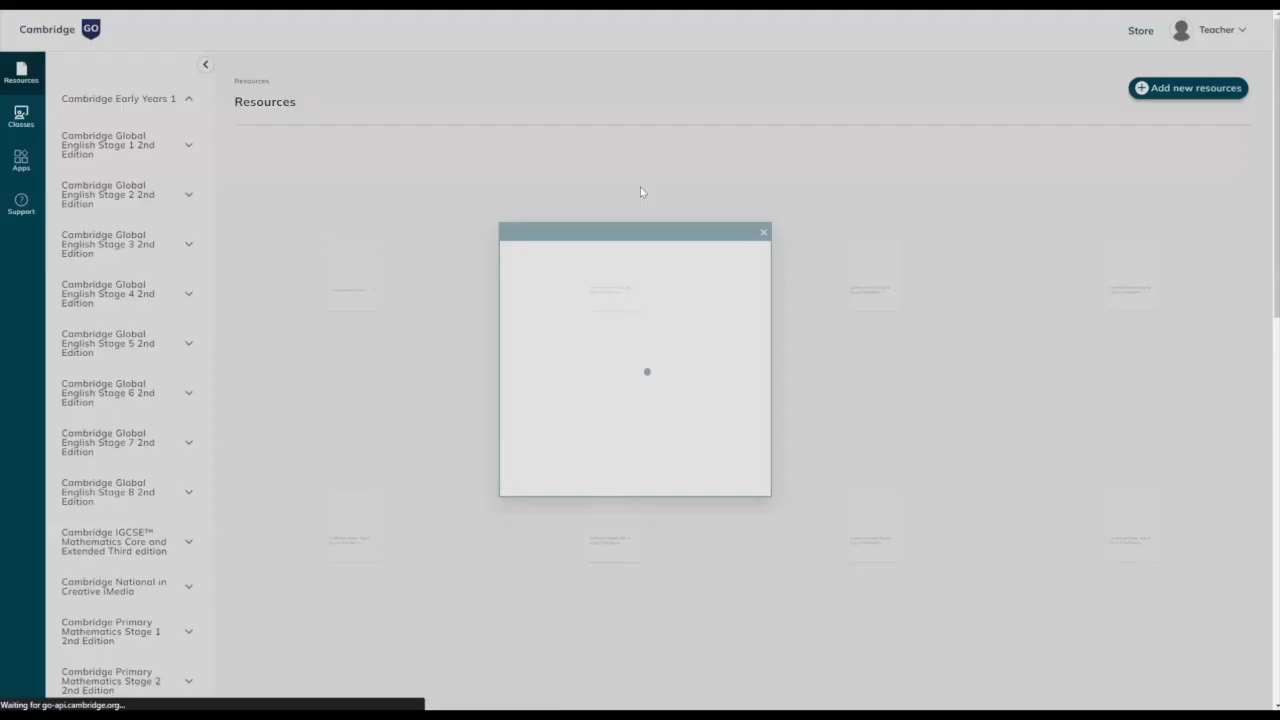 Cambridge GO
Store
Teacher
Resources
Classes
Apps
Support
Cambridge Early Years 1
Cambridge Global
English Stage 1 2nd
Edition
Cambridge Global
English Stage 2 2nd
Edition
Cambridge Global
English Stage 3 2nd
Edition
Cambridge Global
English Stage 4 2nd
Edition
Cambridge Global
English Stage 5 2nd
Edition
Cambridge Global
English Stage 6 2nd
Edition
Cambridge Global
English Stage 7 2nd
Edition
Cambridge Global
English Stage 8 2nd
Edition
Cambridge IGCSE™
Mathematics Core and
Extended Third edition
Cambridge National in
Creative iMedia
Cambridge Primary
Mathematics Stage 1
2nd Edition
Cambridge Primary
Mathematics Stage 2
2nd Edition
Resources
Resources
Add new resources
Waiting for go-api.cambridge.org...